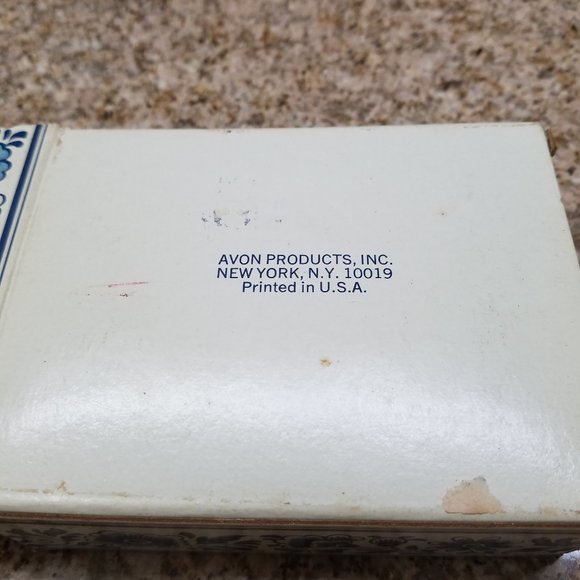 AVON PRODUCTS, INC.
NEW YORK, N.Y. 10019
Printed in U.S.A.